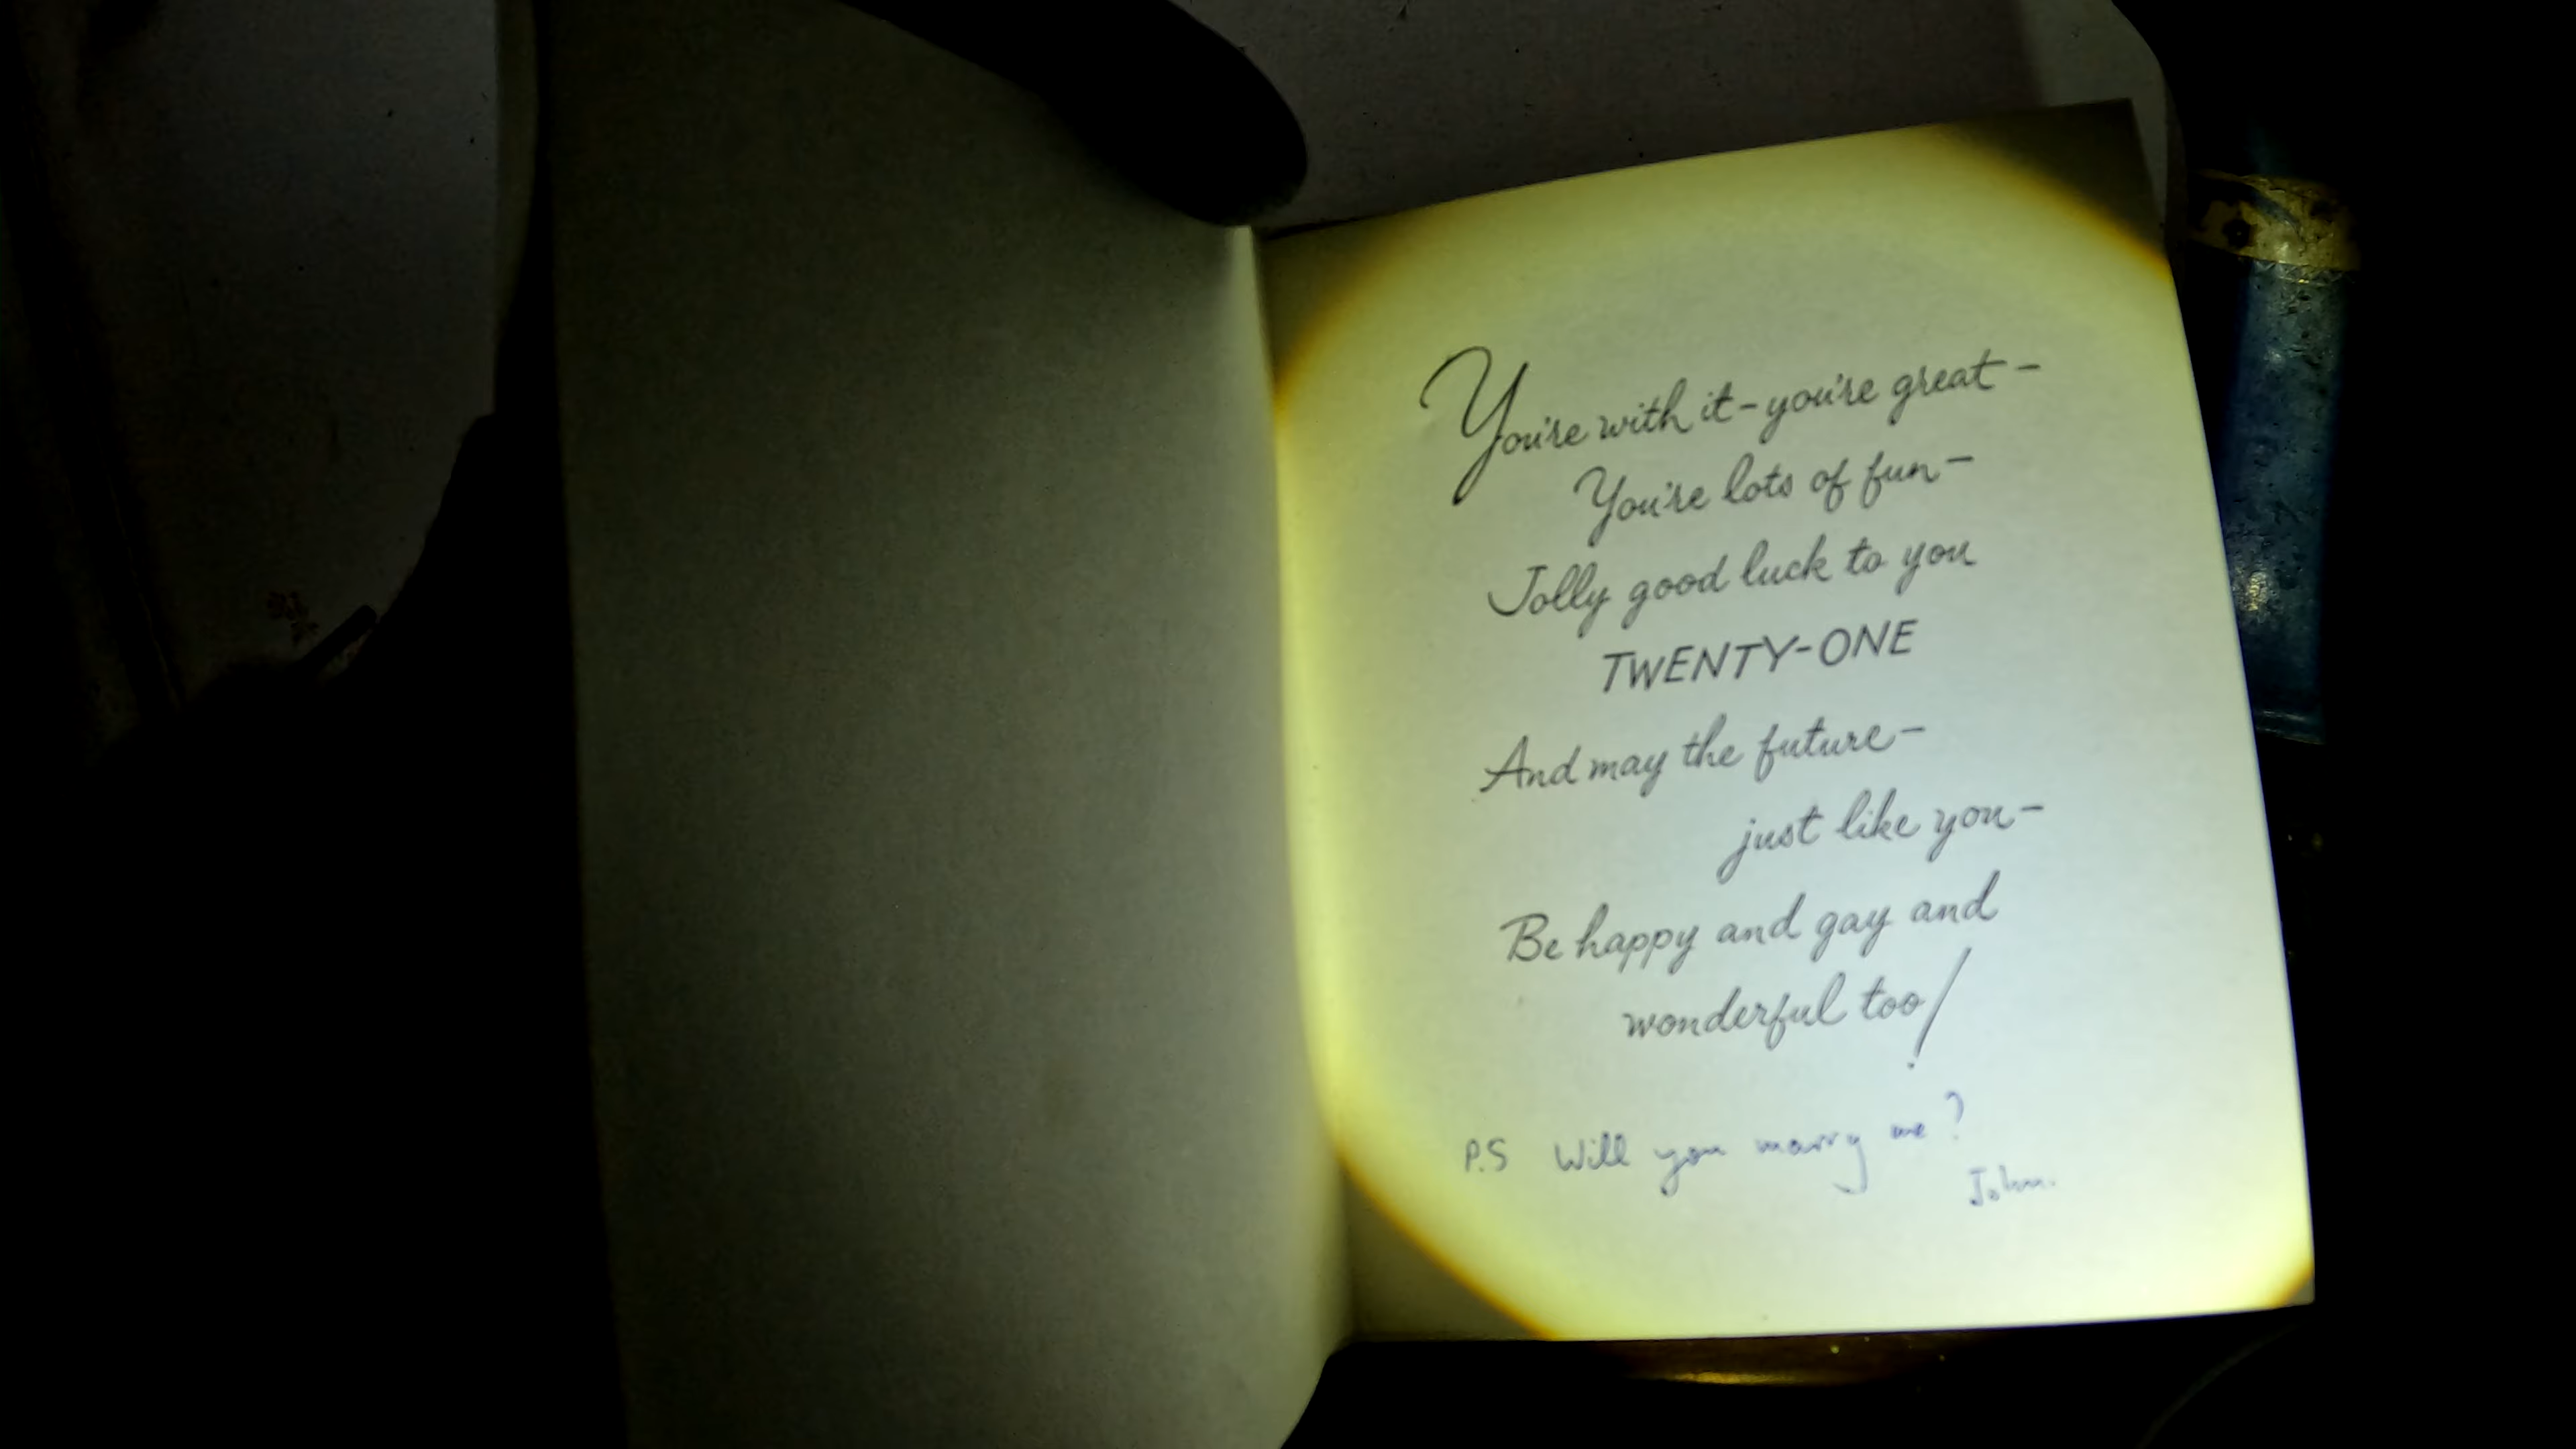 You're with it-you're great-
You're lots of fun-
Jolly good luck to you
TWENTY-ONE
And may the future-
just like you-
Be happy and gay and
wonderful too!
P.S Will you marry me?
John.